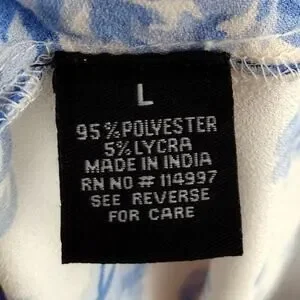 L
95%POLYESTER
5%LYCRA
MADE IN INDIA
RN NO # 114997
SEE REVERSE
FOR CARE